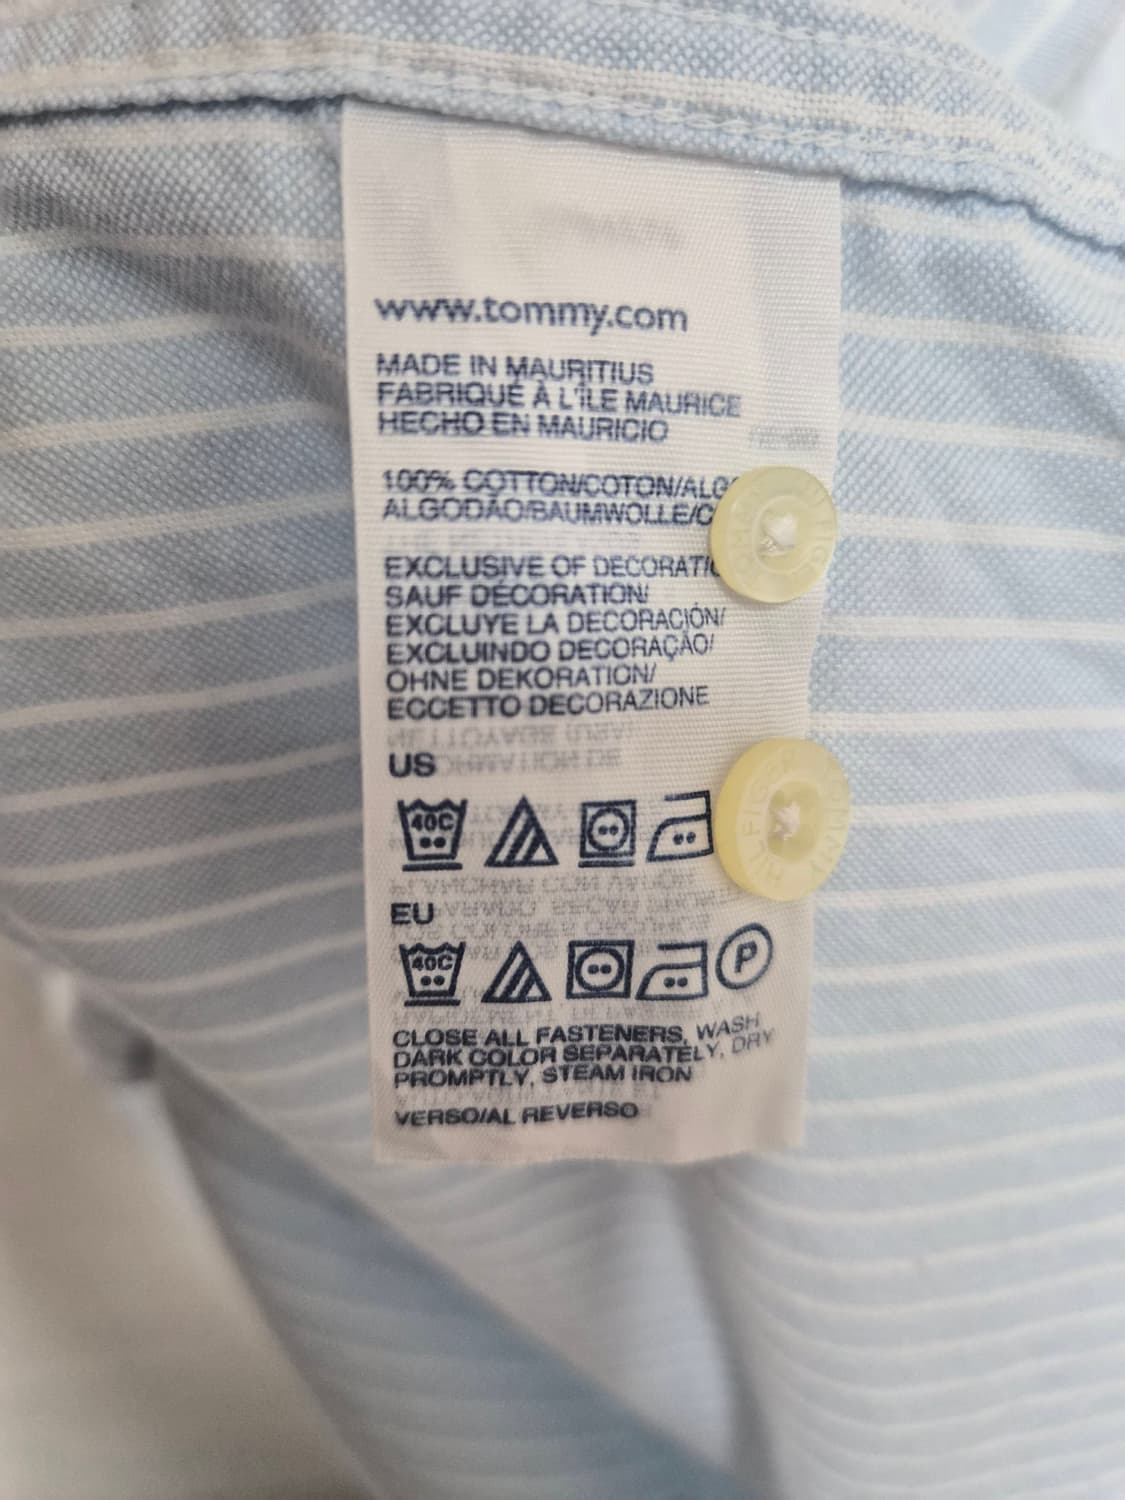 www.tommy.com
MADE IN MAURITIUS
FABRIQUÉ À L'ÎLE MAURICE
HECHO EN MAURICIO
100% COTTON/COTON/ALG
ALGODÃO/BAUMWOLLE/C
EXCLUSIVE OF DECORATI
SAUF DÉCORATION/
EXCLUYE LA DECORACIÓN/
EXCLUINDO DECORAÇÃO/
OHNE DEKORATION/
ECCETTO DECORAZIONE
US
40C
HILFIGER TOMMY
EU
40C
P
CLOSE ALL FASTENERS, WASH
DARK COLOR SEPARATELY, DRY
PROMPTLY, STEAM IRON
VERSO/AL REVERSO